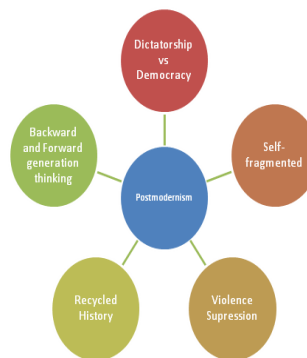 Dictatorship
vs
Democracy
Backward
and Forward
generation
thinking
Self-
fragmented
Postmodernism
Recycled
History
Violence
Supression